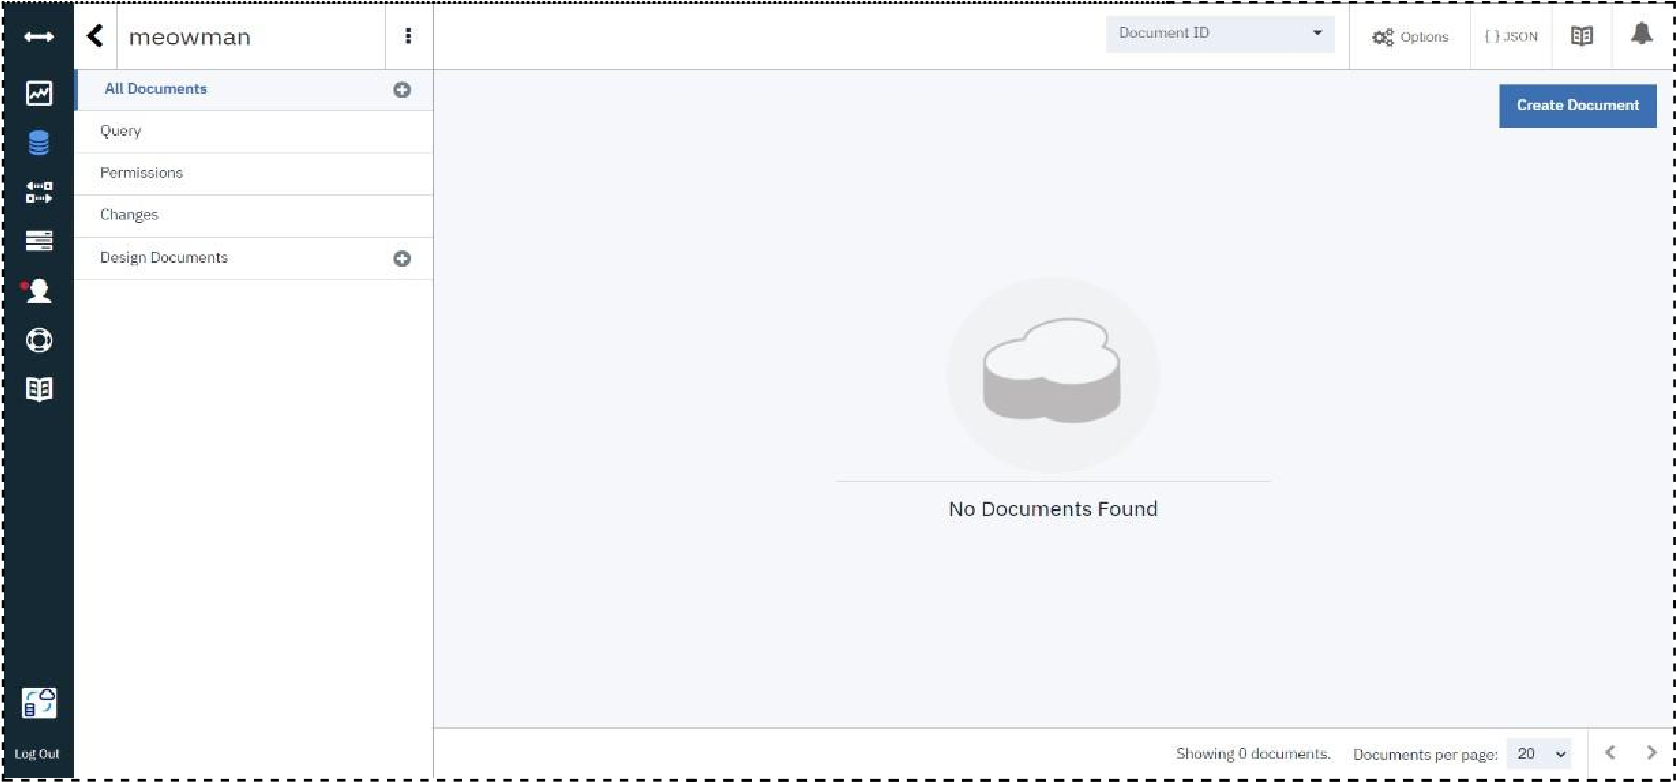 meowman
Document ID
Options
{ } JSON
All Documents
Create Document
Query
Permissions
Changes
Design Documents
No Documents Found
Log Out
Showing 0 documents.
Documents per page: 20